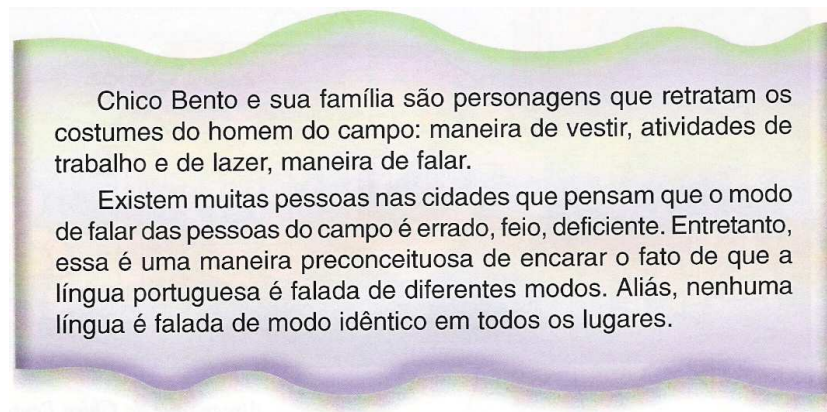 Chico Bento e sua família são personagens que retratam os
costumes do homem do campo: maneira de vestir, atividades de
trabalho e de lazer, maneira de falar.
Existem muitas pessoas nas cidades que pensam que o modo
de falar das pessoas do campo é errado, feio, deficiente. Entretanto,
essa é uma maneira preconceituosa de encarar o fato de que a
língua portuguesa é falada de diferentes modos. Aliás, nenhuma
língua é falada de modo idêntico em todos os lugares.